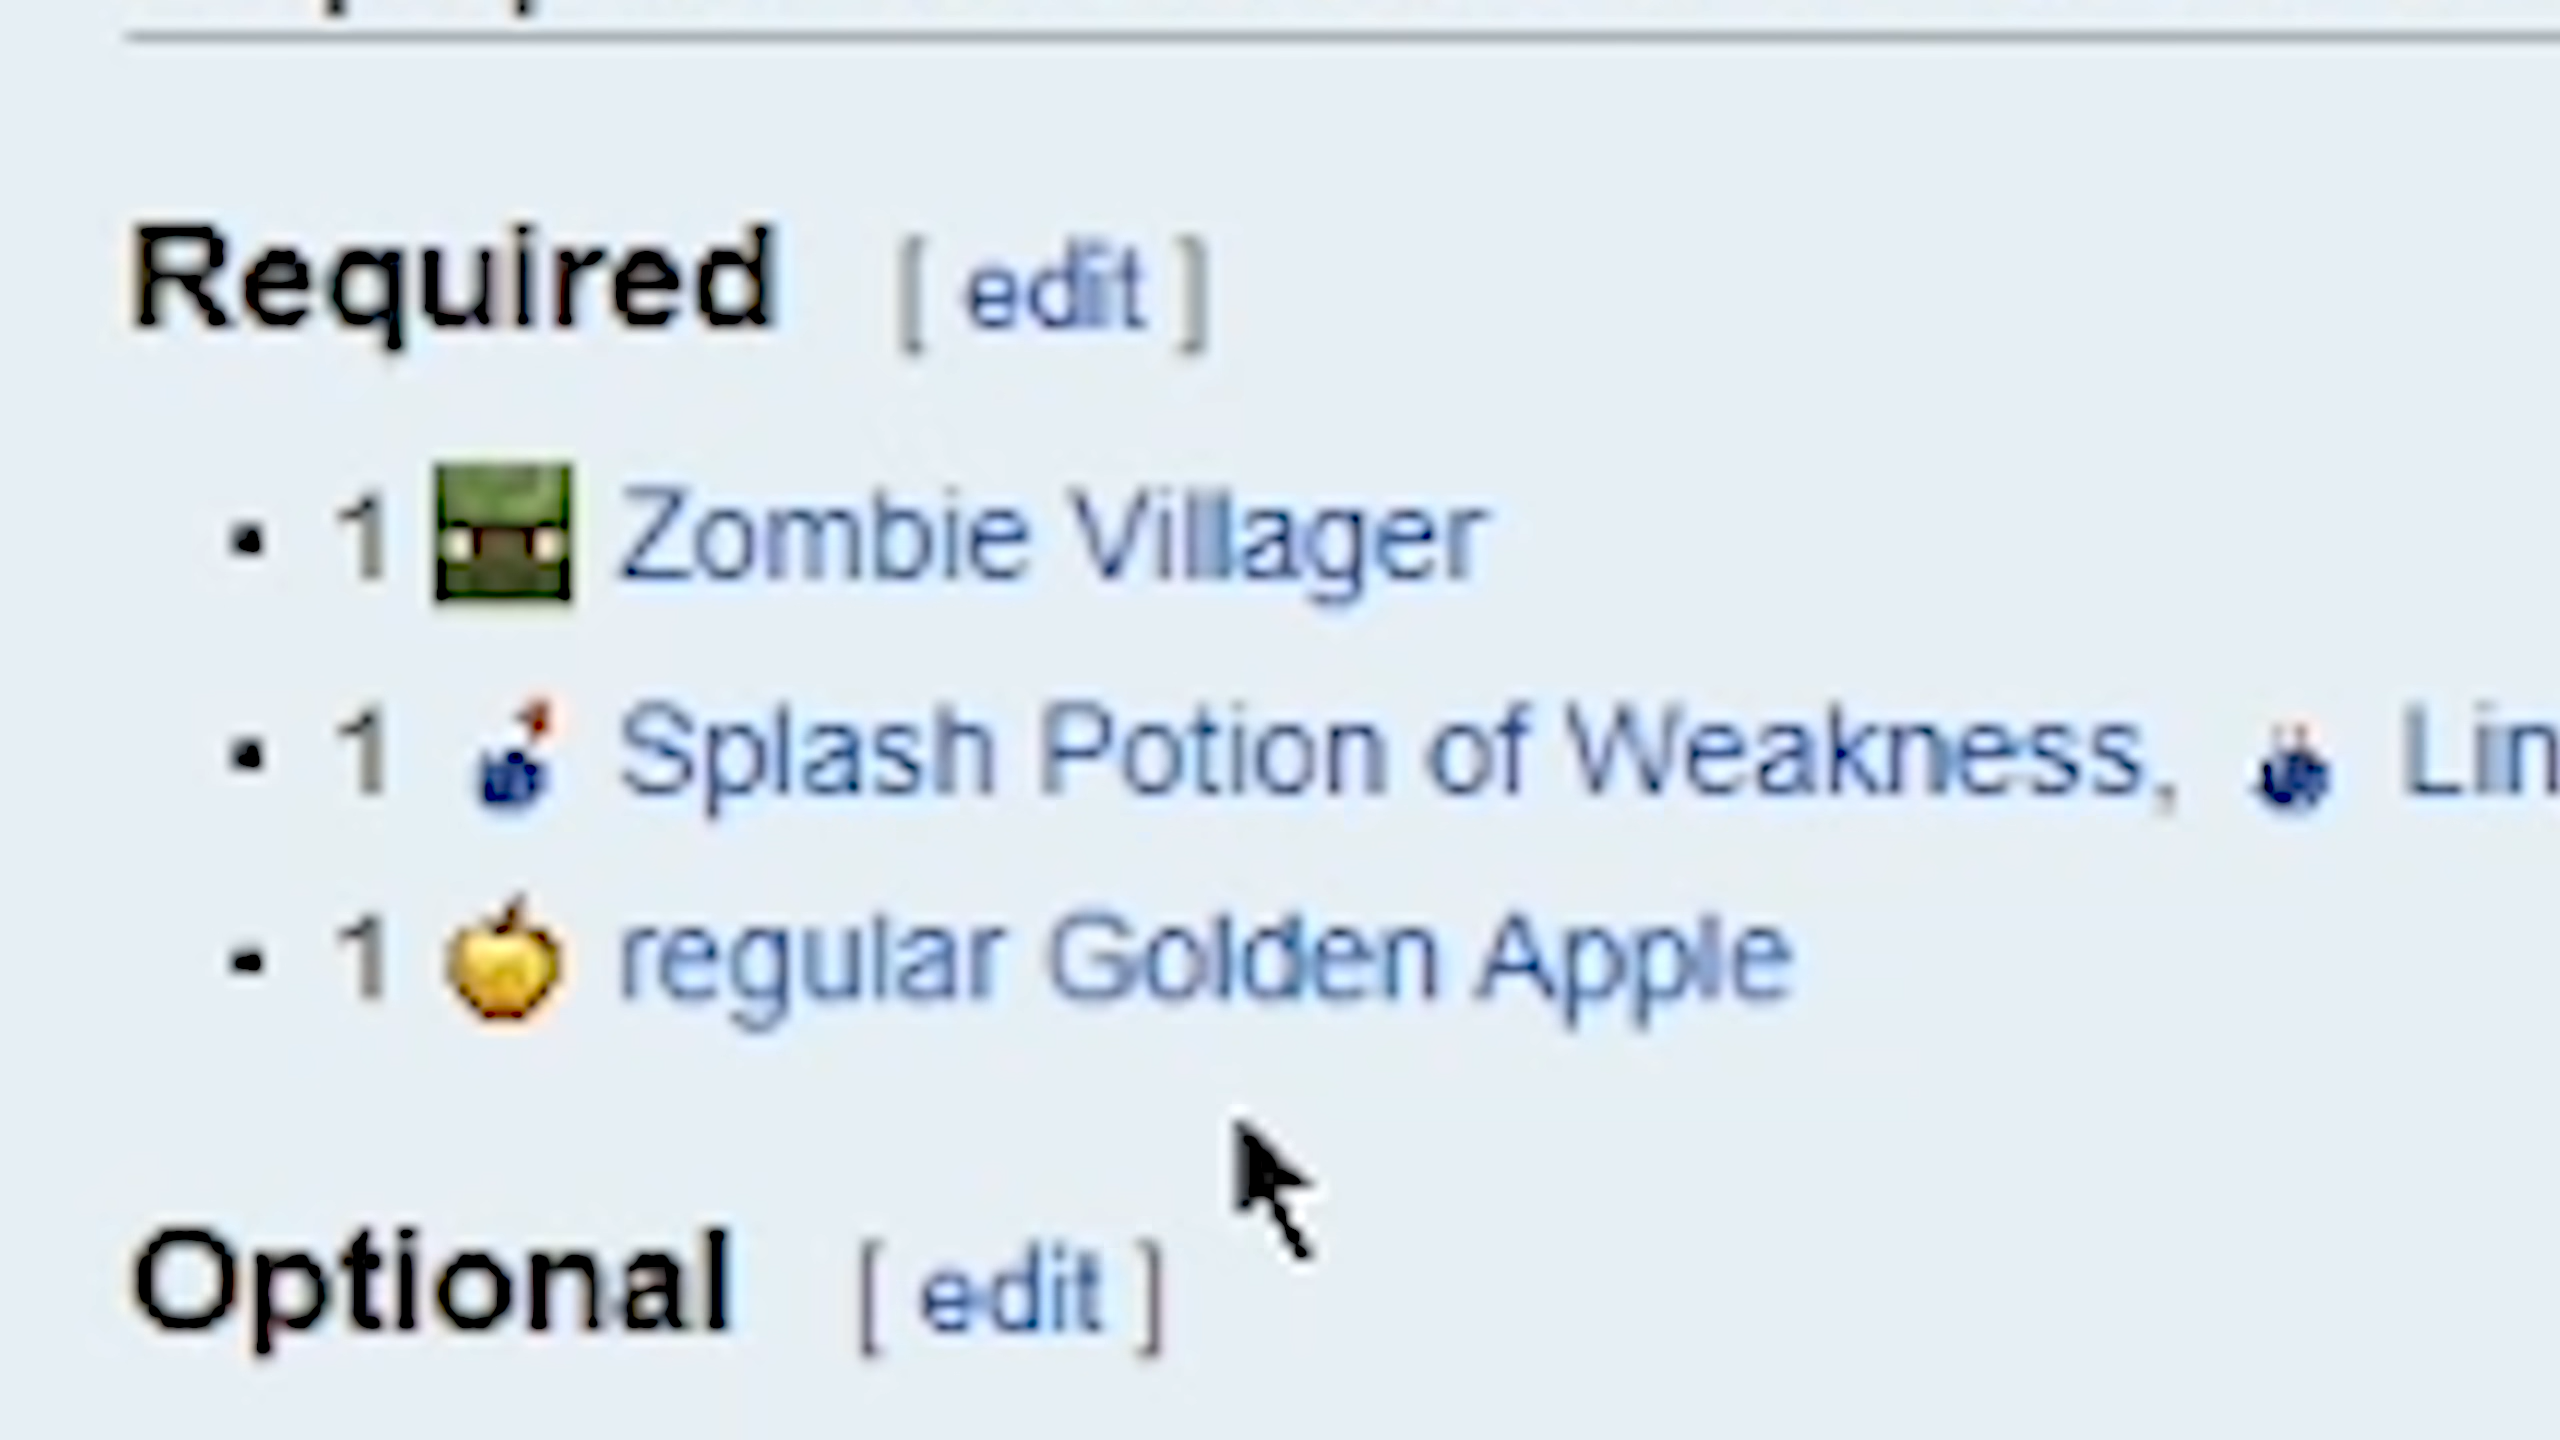 Required [ edit ]
▪ 1 Zombie Villager
▪ 1 Splash Potion of Weakness,
▪ 1 regular Golden Apple
Optional [ edit ]